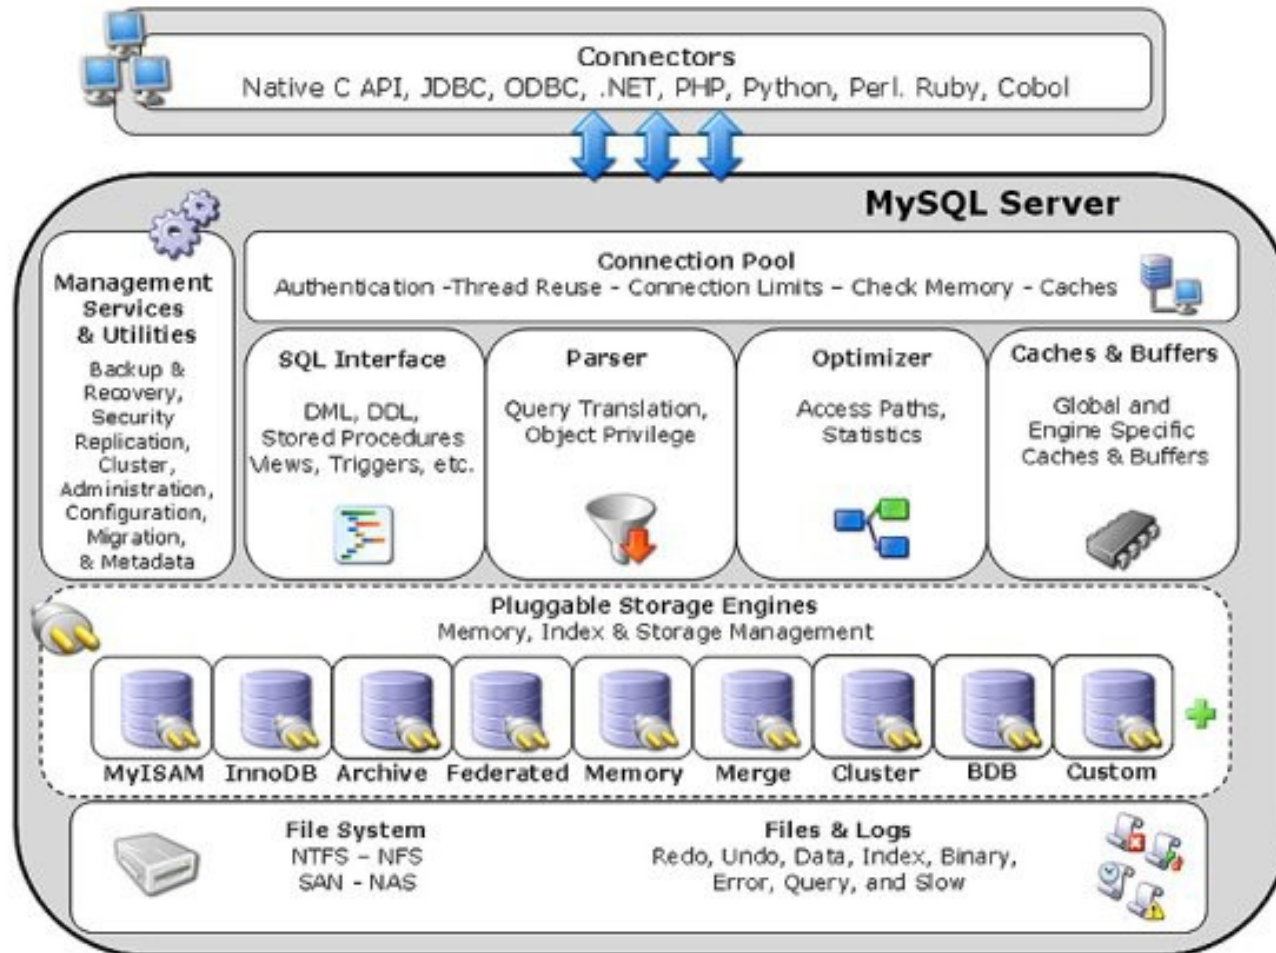 Connectors
Native C API, JDBC, ODBC, .NET, PHP, Python, Perl. Ruby, Cobol
MySQL Server
Management
Services
& Utilities
Backup &
Recovery,
Security
Replication,
Cluster,
Administration,
Configuration,
Migration,
& Metadata
Connection Pool
Authentication -Thread Reuse - Connection Limits – Check Memory - Caches
SQL Interface
DML, DDL,
Stored Procedures
Views, Triggers, etc.
Parser
Query Translation,
Object Privilege
Optimizer
Access Paths,
Statistics
Caches & Buffers
Global and
Engine Specific
Caches & Buffers
Pluggable Storage Engines
Memory, Index & Storage Management
MyISAM
InnoDB
Archive
Federated
Memory
Merge
Cluster
BDB
Custom
File System
NTFS – NFS
SAN - NAS
Files & Logs
Redo, Undo, Data, Index, Binary,
Error, Query, and Slow